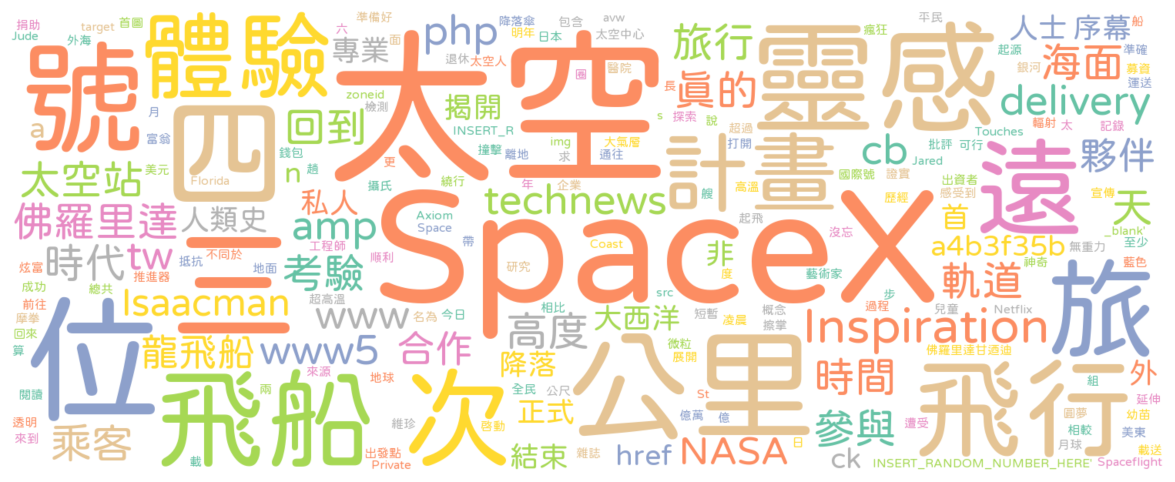 捐助 首圖 target 六 降落傘 明年 包含 avw 平民 瘋狂 人士 序幕 準備好 船
Jude 外海 號 體驗 專業 面 php 日本 太空中心 旅行 靈感 起源 準確
退休 太空人 圈 醫院 真的 海面 銀河 募資
zoneid 太空 長 運送
月 檢測 揭開 s 說 探索 delivery
a 四 回到 INSERT_R img 大氣層 超過 輻射 太 記錄
富翁 錢包 撞擊 求 通往 打開 批評 可行 Touches
太空站 美元 趟 更 離地 計畫 cb Jared 夥伴
n 年 企業 艘 國際號 證實
Florida 攝氏 繞行 technews 高溫 出資者 遠 宣傳
佛羅里達 人類史 私人 Axiom Space SpaceX 起飛 歷經 感受到 首 天 _blank'
amp 帶 沒忘 至少
tw 時代 不同於 工程師 順利 Coast 非 a4b3f35b 無重力
炫富 推進器 抵抗 地面 考驗 研究 度 藝術家 神奇 藍色
成功 總共 三 src 步 軌道 旅
前往 Isaacman 超高溫 相比 短暫 概念 過程 兒童
摩拳 位 www 名為 今日 高度 大西洋 凌晨 擦掌 Inspiration Netflix
回來 龍飛船 www5 合作 微粒
算 來源 降落 展開 公里 時間 佛羅里達甘迺迪 外
閱讀 飛船 兩 地球 次 全民 公尺 St 飛行 組 延伸
透明 維珍 正式 億萬 億 參與 遭受 圓夢 幼苗
來到 乘客 啓動 日 相較 美東
出發點 結束 雜誌 href NASA ck 月球 載送
載 Private INSERT_RANDOM_NUMBER_HERE' Spaceflight